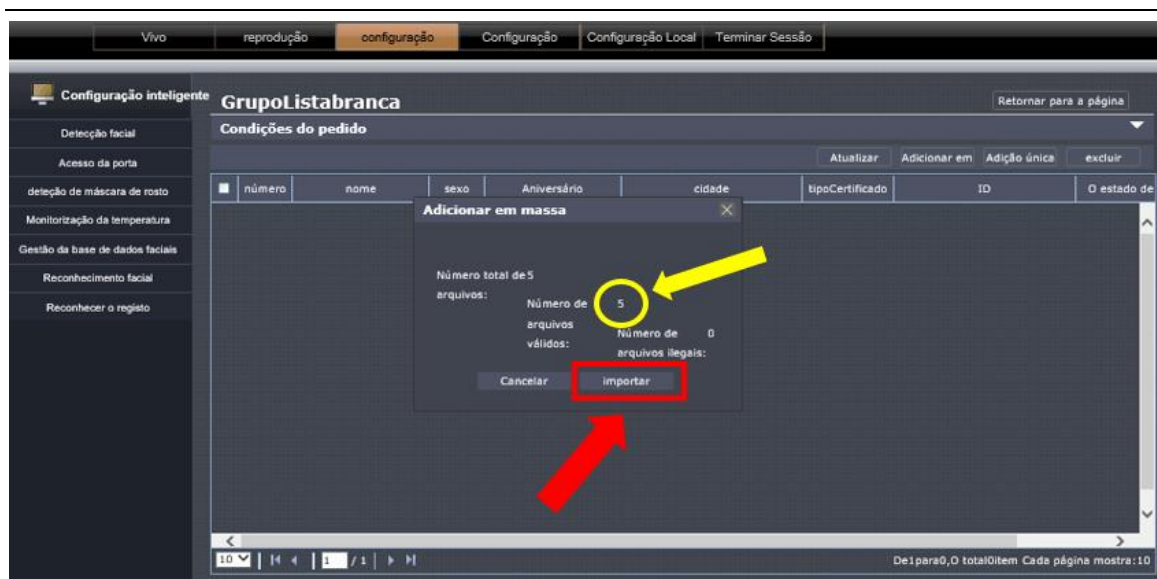 Vivo reprodução configuração Configuração Configuração Local Terminar Sessão
Configuração inteligente
GrupoListabranca
Retornar para a página
Detecção facial
Condições do pedido
Acesso da porta
Atualizar Adicionar em Adição única excluir
deteção de máscara de rosto
número nome sexo Aniversário cidade tipoCertificado ID O estado de
Adicionar em massa
Monitorização da temperatura
Gestão da base de dados faciais
Reconhecimento facial
Reconhecer o registo
Número total de5
arquivos:
Número de 5
arquivos
válidos:
Número de 0
arquivos ilegais:
Cancelar importar
10 1 / 1
De1para0,O total0item Cada página mostra:10